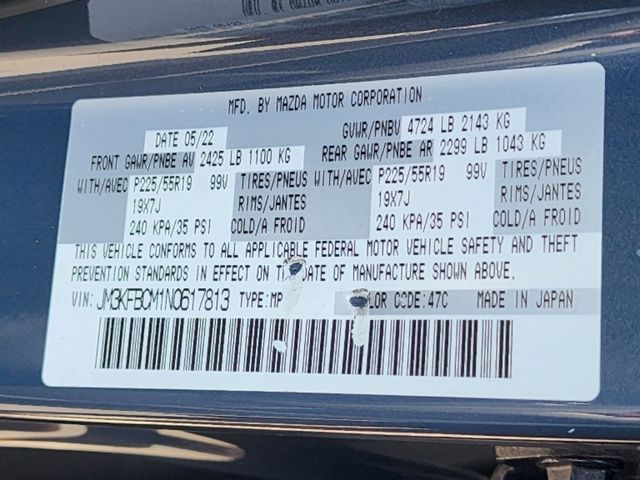 MFD. BY MAZDA MOTOR CORPORATION
DATE 05/22 GVWR/PNBV 4724 LB 2143 KG
FRONT GAWR/PNBE AV 2425 LB 1100 KG REAR GAWR/PNBE AR 2299 LB 1043 KG
WITH/AVEC P225/55R19 99V TIRES/PNEUS WITH/AVEC P225/55R19 99V TIRES/PNEUS
19X7J RIMS/JANTES 19X7J RIMS/JANTES
240 KPA/35 PSI COLD/A FROID 240 KPA/35 PSI COLD/A FROID
THIS VEHICLE CONFORMS TO ALL APPLICABLE FEDERAL MOTOR VEHICLE SAFETY AND THEFT
PREVENTION STANDARDS IN EFFECT ON DATE OF MANUFACTURE SHOWN ABOVE.
VIN: JM3KFBCM1N0617813 TYPE:MP CODE:47C MADE IN JAPAN